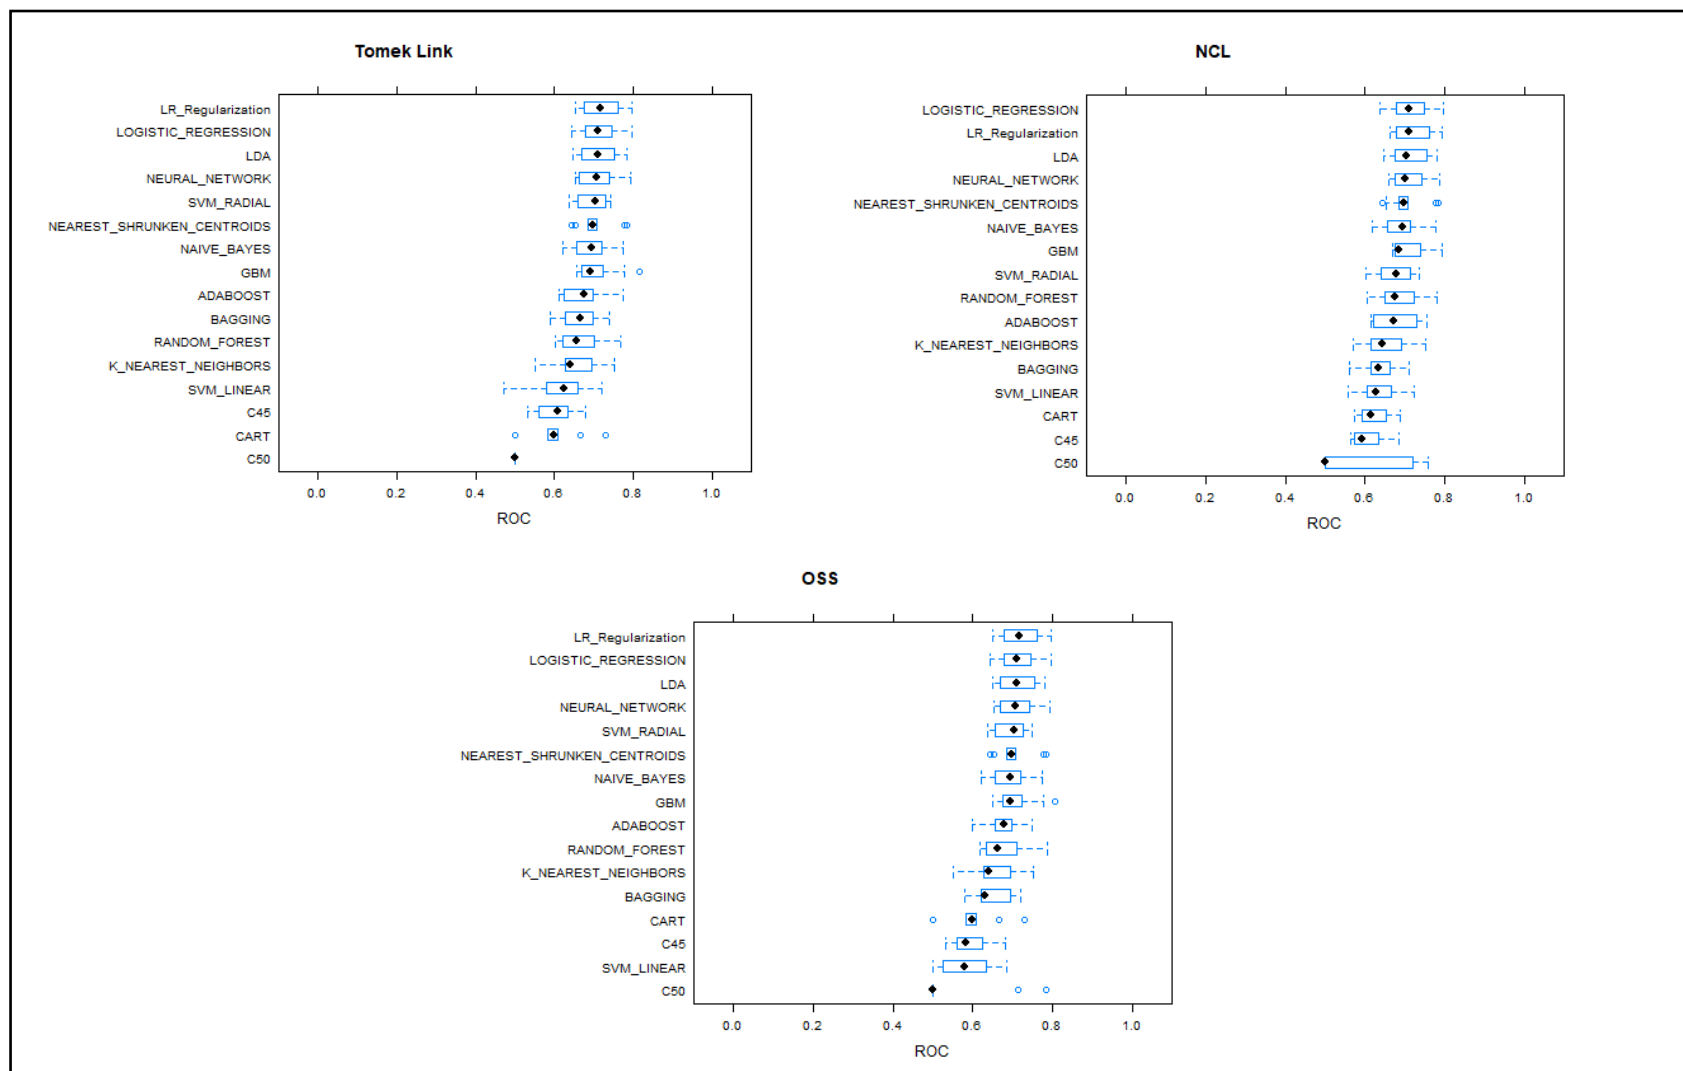 Tomek Link
LR_Regularization
LOGISTIC_REGRESSION
LDA
NEURAL_NETWORK
SVM_RADIAL
NEAREST_SHRUNKEN_CENTROIDS
NAIVE_BAYES
GBM
ADABOOST
BAGGING
RANDOM_FOREST
K_NEAREST_NEIGHBORS
SVM_LINEAR
C45
CART
C50
0.0 0.2 0.4 0.6 0.8 1.0
ROC
NCL
LOGISTIC_REGRESSION
LR_Regularization
LDA
NEURAL_NETWORK
NEAREST_SHRUNKEN_CENTROIDS
NAIVE_BAYES
GBM
SVM_RADIAL
RANDOM_FOREST
ADABOOST
K_NEAREST_NEIGHBORS
BAGGING
SVM_LINEAR
CART
C45
C50
0.0 0.2 0.4 0.6 0.8 1.0
ROC
OSS
LR_Regularization
LOGISTIC_REGRESSION
LDA
NEURAL_NETWORK
SVM_RADIAL
NEAREST_SHRUNKEN_CENTROIDS
NAIVE_BAYES
GBM
ADABOOST
RANDOM_FOREST
K_NEAREST_NEIGHBORS
BAGGING
CART
C45
SVM_LINEAR
C50
0.0 0.2 0.4 0.6 0.8 1.0
ROC